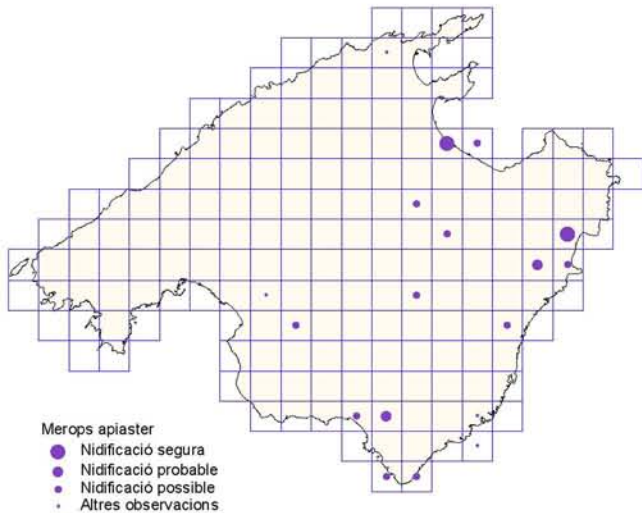 Merops apiaster
Nidificació segura
Nidificació probable
Nidificació possible
Altres observacions